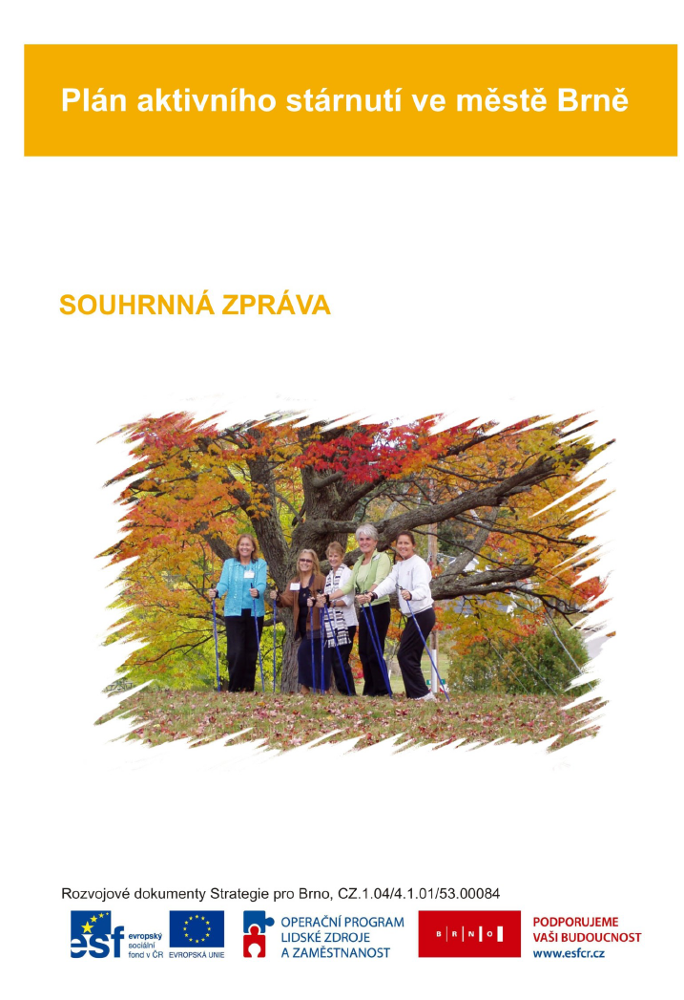 Plán aktivního stárnutí ve městě Brně
SOUHRNNÁ ZPRÁVA
Rozvojové dokumenty Strategie pro Brno, CZ.1.04/4.1.01/53.00084
esf
evropský
sociální
fond v ČR
EVROPSKÁ UNIE
OPERAČNÍ PROGRAM
LIDSKÉ ZDROJE
A ZAMĚSTNANOST
B R N O
PODPORUJEME
VAŠI BUDOUCNOST
www.esfcr.cz